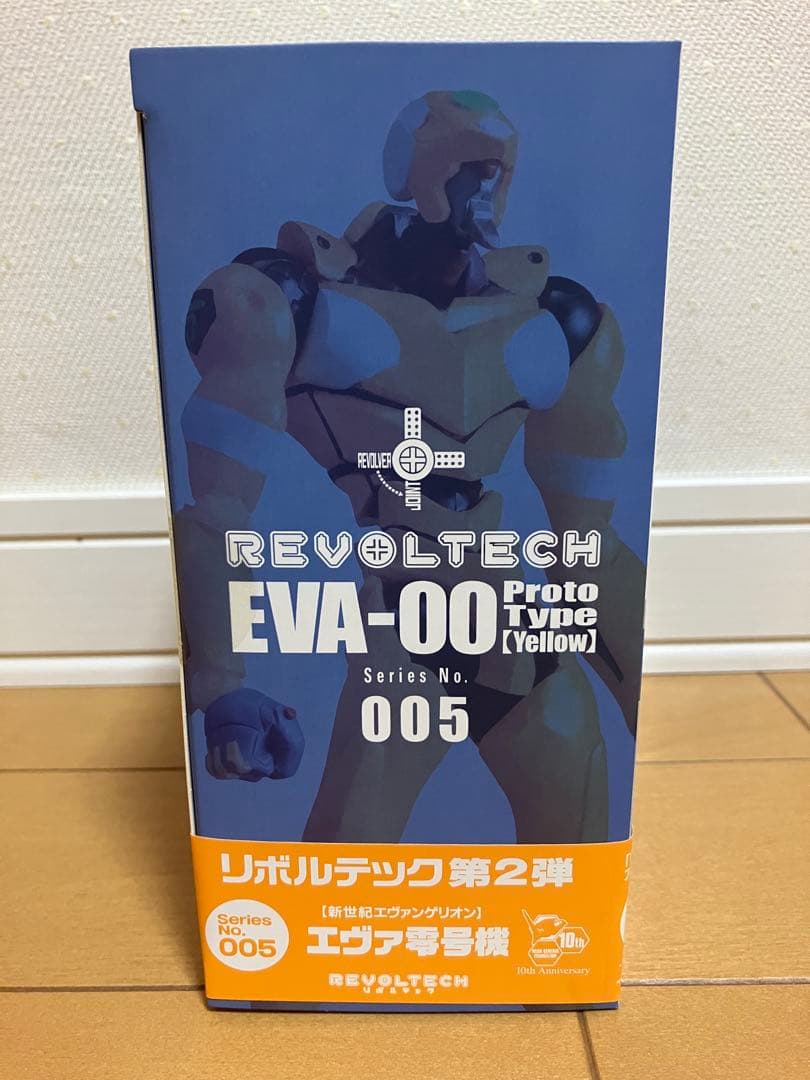 REVOLVER
JOINT
REVOLTECH
EVA-00 Proto Type【Yellow】
Series No.
005
リボルテック第2弾
Series No. 005
【新世紀エヴァンゲリオン】
エヴァ零号機
10th
10th Anniversary
REVOLTECH
リボルテック